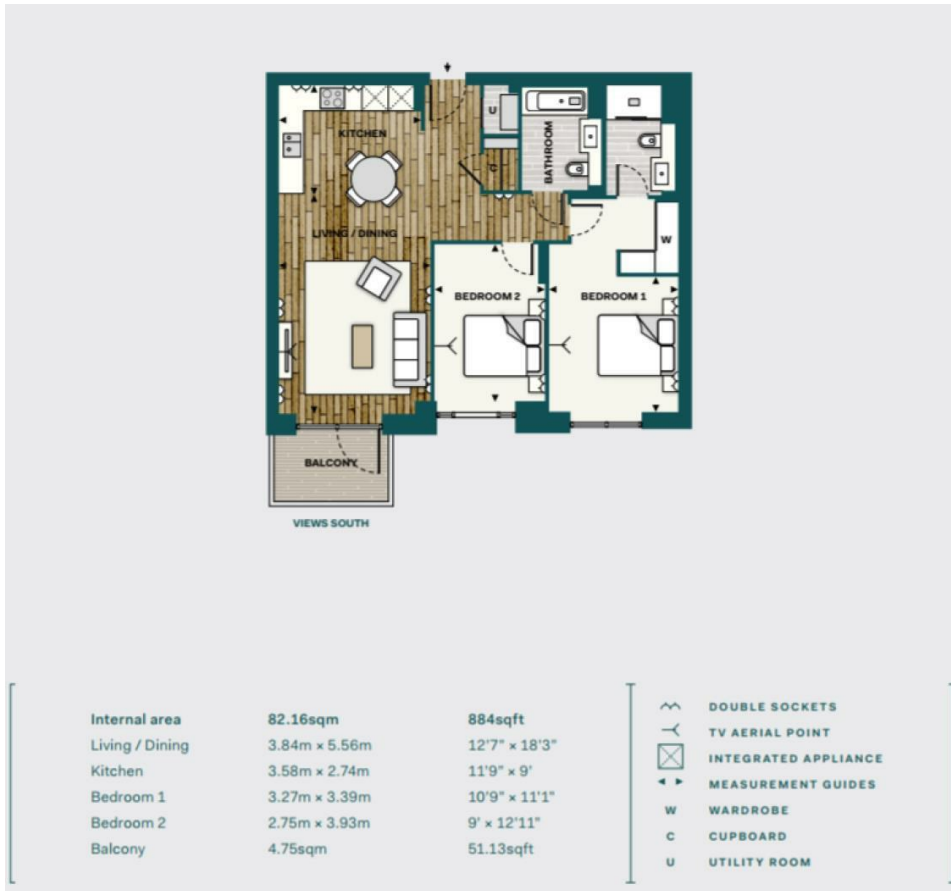 U
KITCHEN
BATHROOM
C
LIVING / DINING
W
BEDROOM 2
BEDROOM 1
BALCONY
VIEWS SOUTH
Internal area 82.16sqm 884sqft
Living / Dining 3.84m × 5.56m 12'7" × 18'3"
Kitchen 3.58m × 2.74m 11'9" × 9'
Bedroom 1 3.27m × 3.39m 10'9" × 11'1"
Bedroom 2 2.75m × 3.93m 9' × 12'11"
Balcony 4.75sqm 51.13sqft
DOUBLE SOCKETS
TV AERIAL POINT
INTEGRATED APPLIANCE
MEASUREMENT GUIDES
W WARDROBE
C CUPBOARD
U UTILITY ROOM